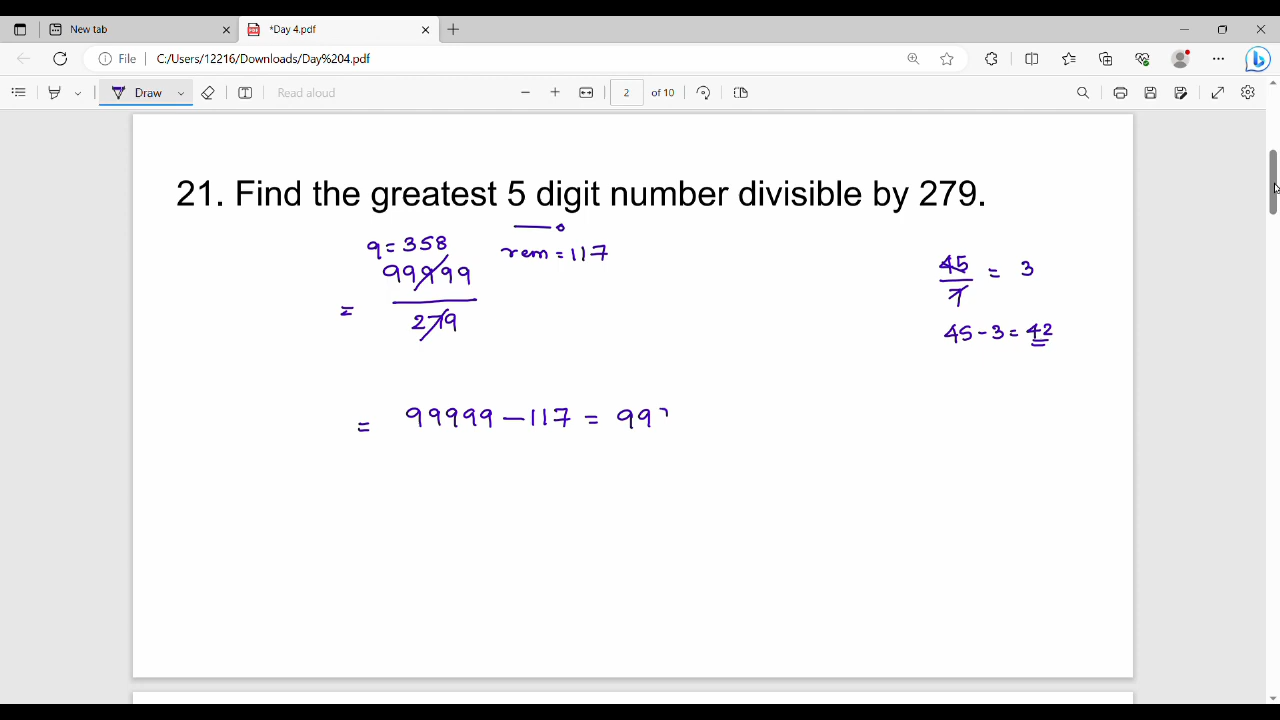 New tab
*Day 4.pdf
File
C:/Users/12216/Downloads/Day%204.pdf
Draw
Read aloud
2 of 10
21. Find the greatest 5 digit number divisible by 279.
q = 358
rem = 117
99999
= 279
45
7 = 3
45 - 3 = 42
= 99999 - 117 = 99